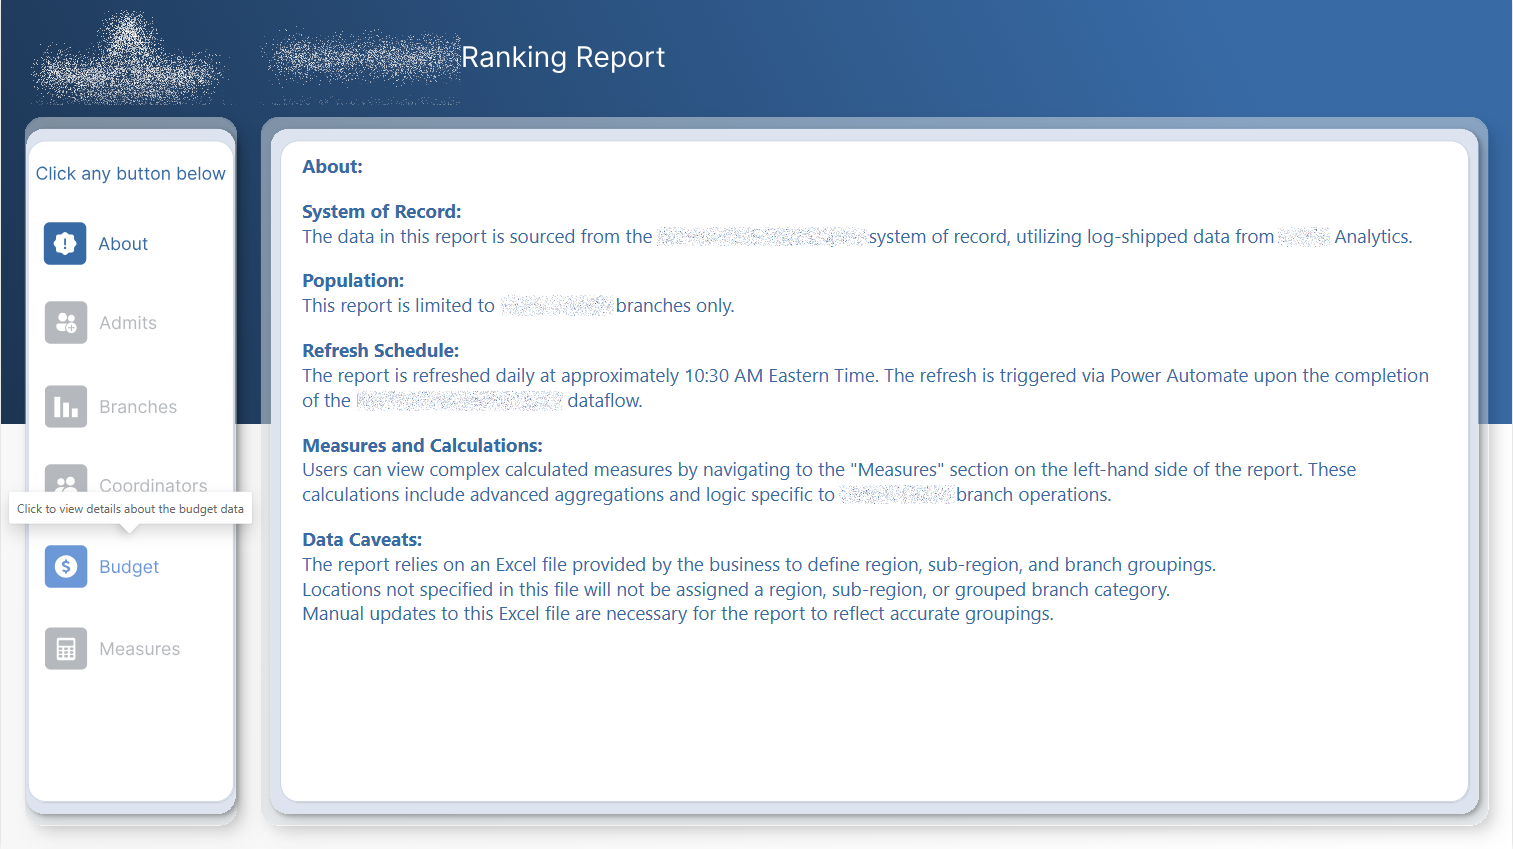 Ranking Report
Click any button below
About
Admits
Branches
Coordinators
Click to view details about the budget data
Budget
Measures
About:
System of Record:
The data in this report is sourced from the system of record, utilizing log-shipped data from Analytics.
Population:
This report is limited to branches only.
Refresh Schedule:
The report is refreshed daily at approximately 10:30 AM Eastern Time. The refresh is triggered via Power Automate upon the completion
of the dataflow.
Measures and Calculations:
Users can view complex calculated measures by navigating to the "Measures" section on the left-hand side of the report. These
calculations include advanced aggregations and logic specific to branch operations.
Data Caveats:
The report relies on an Excel file provided by the business to define region, sub-region, and branch groupings.
Locations not specified in this file will not be assigned a region, sub-region, or grouped branch category.
Manual updates to this Excel file are necessary for the report to reflect accurate groupings.